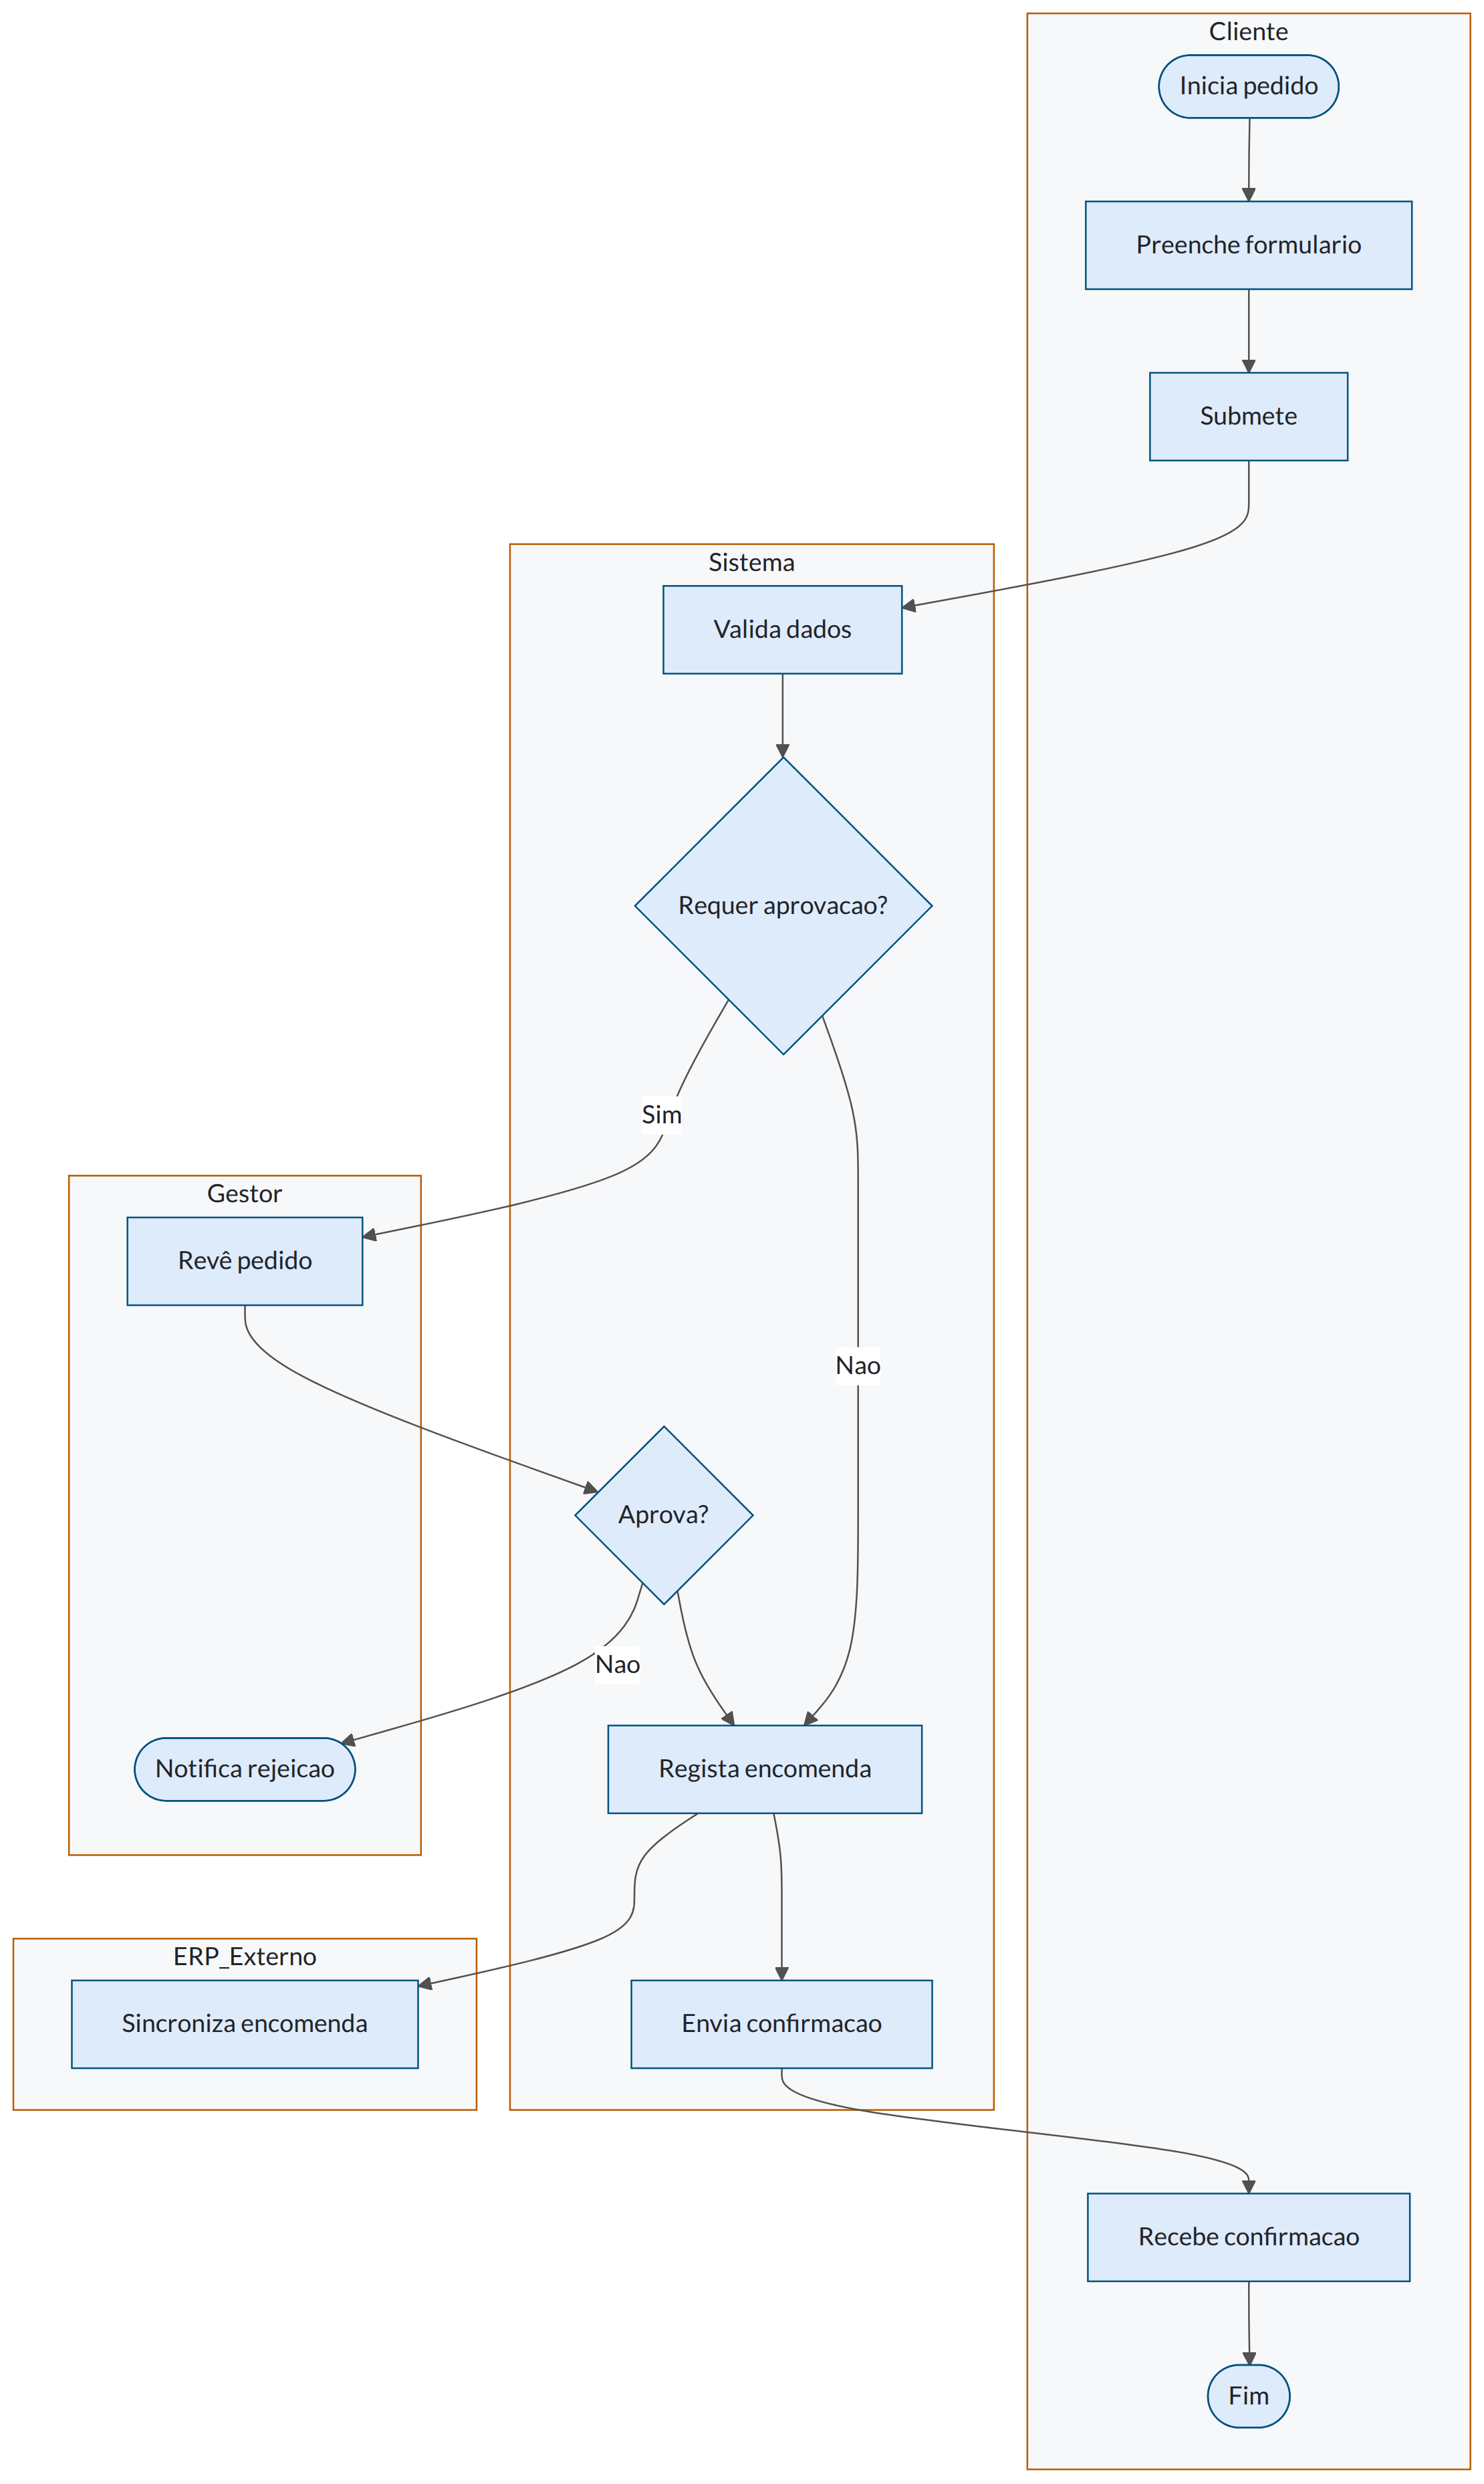 Cliente
Inicia pedido
Preenche formulario
Submete
Sistema
Valida dados
Requer aprovacao?
Sim
Gestor
Revê pedido
Nao
Aprova?
Nao
Notifica rejeicao
Regista encomenda
ERP_Externo
Sincroniza encomenda
Envia confirmacao
Recebe confirmacao
Fim